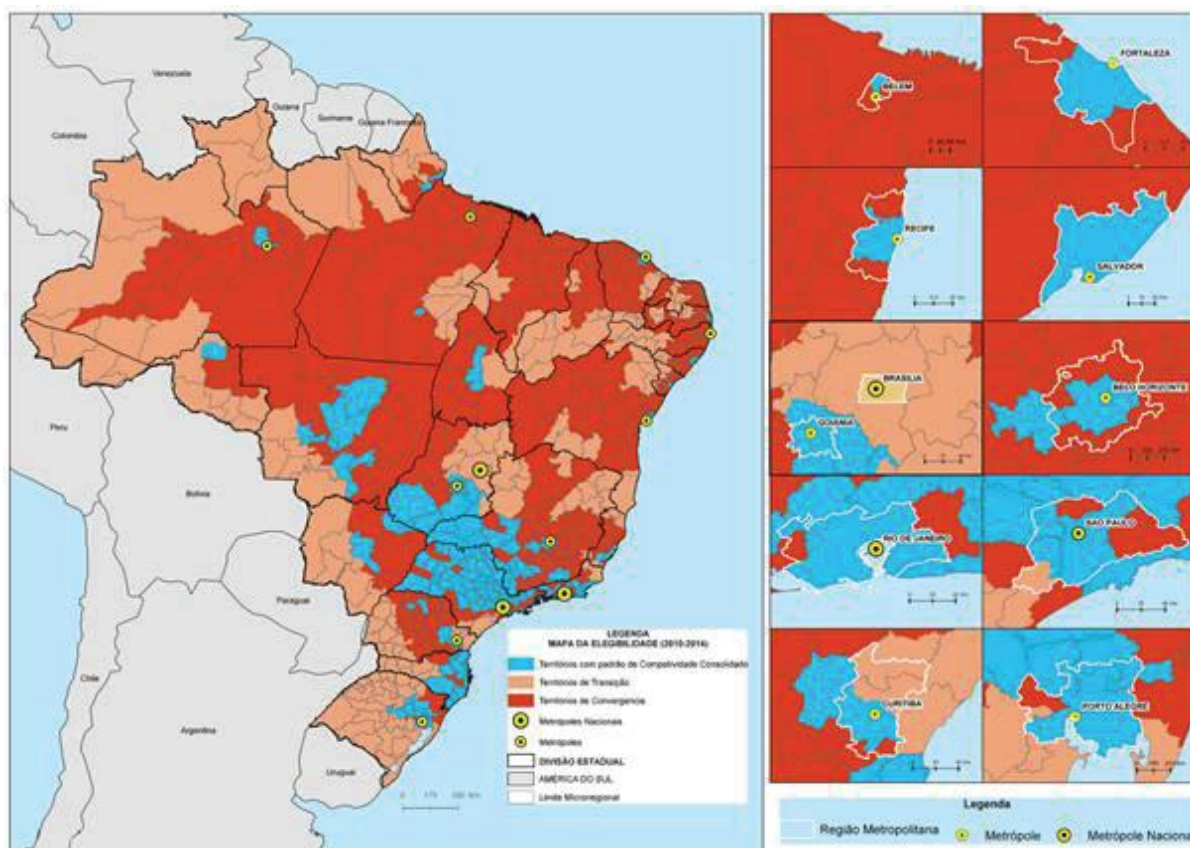 Venezuela
Guiana
Suriname
Guiana Francesa
Colombia
Peru
Bolivia
Paraguai
Chile
Argentina
Uruguai
LEGENDA
MAPA DA ELEGIBILIDADE (2010-2014)
Territórios com padrão de Compatividade Consolidado
Territórios de Transição
Territórios de Convergencia
Metrópoles Nacionais
Metrópoles
DIVISÃO ESTADUAL
AMÉRICA DO SUL
Limite Microregional
BELEM
FORTALEZA
RECIFE
SALVADOR
BRASILIA
GOIANIA
BELO HORIZONTE
RIO DE JANEIRO
SAO PAULO
CURITIBA
PORTO ALEGRE
Legenda
Região Metropolitana
Metrópole
Metrópole Naciona